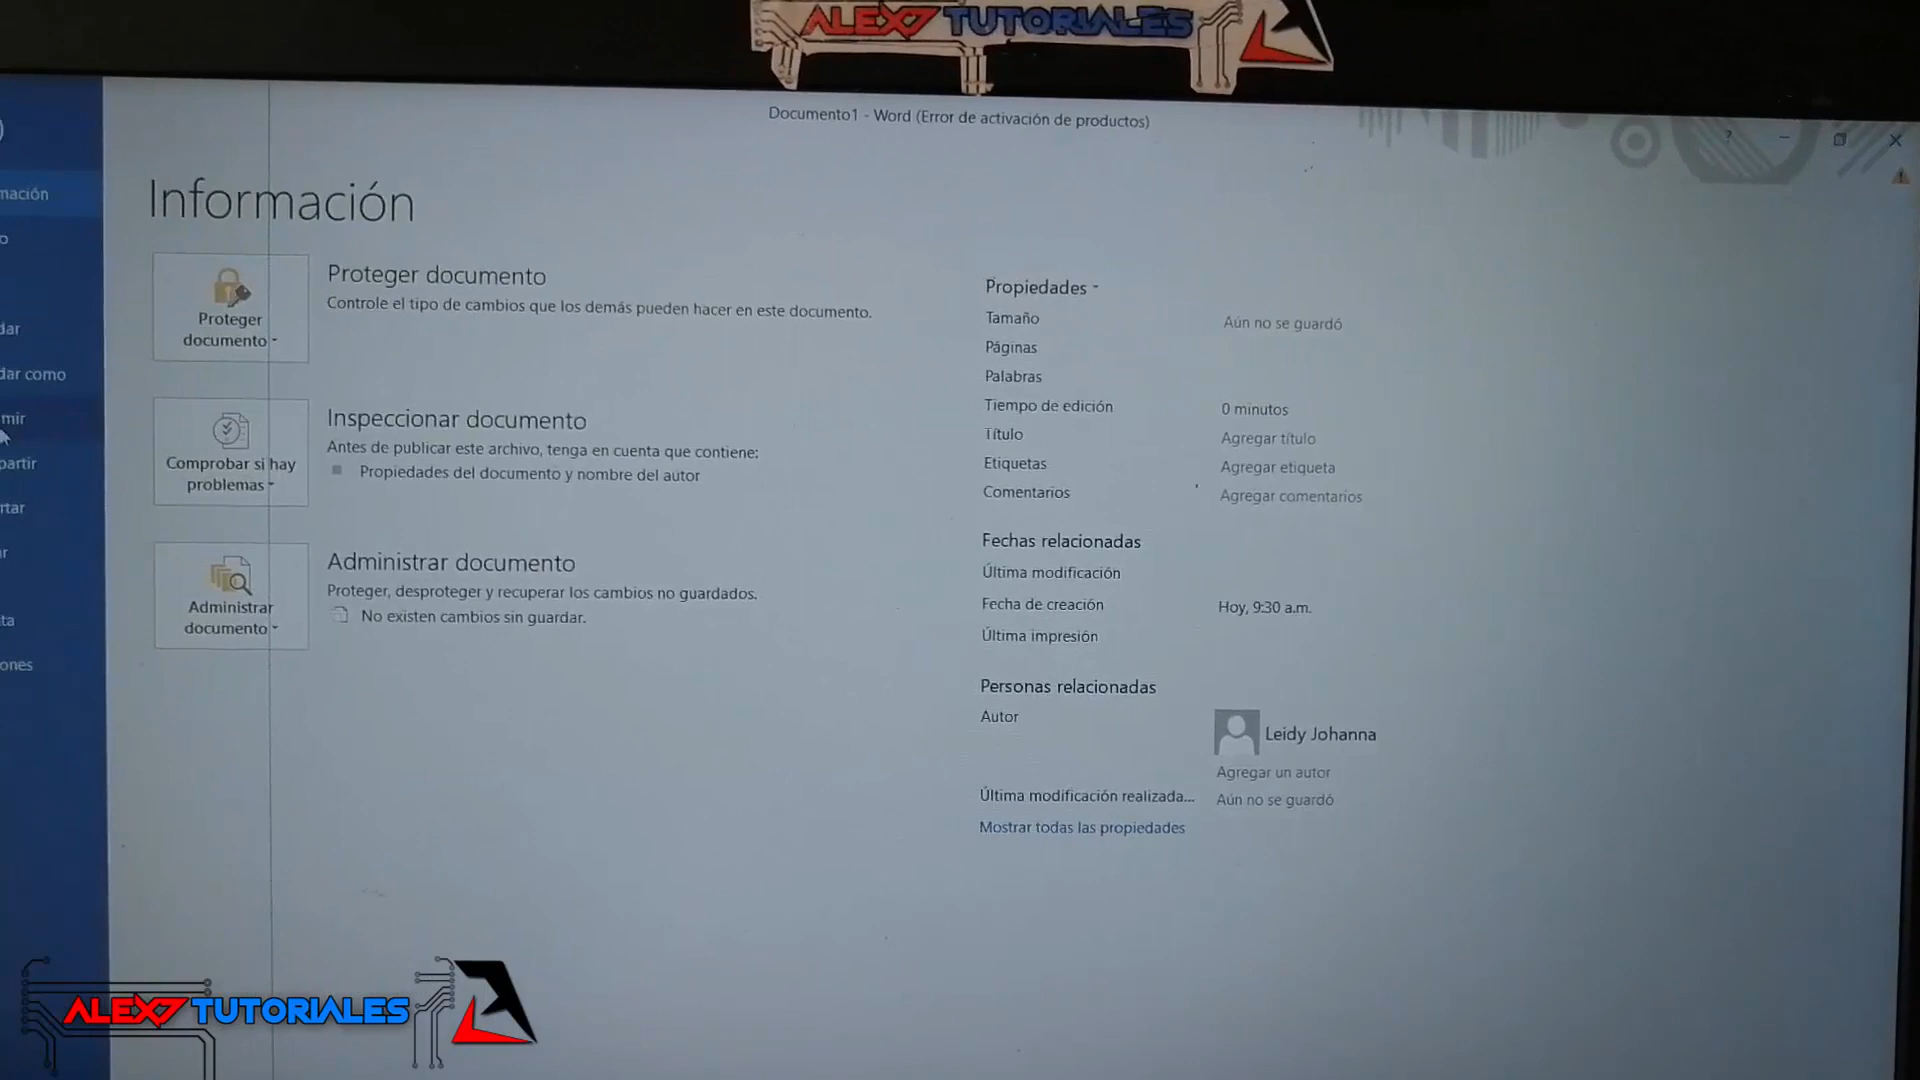 ALEX7 TUTORIALES
Documento1 - Word (Error de activación de productos)
?
mación
o
dar
dar como
mir
partir
rtar
r
ta
ones
Información
Proteger documento
Proteger documento
Controle el tipo de cambios que los demás pueden hacer en este documento.
Comprobar si hay problemas
Inspeccionar documento
Antes de publicar este archivo, tenga en cuenta que contiene:
Propiedades del documento y nombre del autor
Administrar documento
Administrar documento
Proteger, desproteger y recuperar los cambios no guardados.
No existen cambios sin guardar.
Propiedades
Tamaño Aún no se guardó
Páginas
Palabras
Tiempo de edición 0 minutos
Título Agregar título
Etiquetas Agregar etiqueta
Comentarios Agregar comentarios
Fechas relacionadas
Última modificación
Fecha de creación Hoy, 9:30 a.m.
Última impresión
Personas relacionadas
Autor Leidy Johanna
Agregar un autor
Última modificación realizada... Aún no se guardó
Mostrar todas las propiedades
ALEX7 TUTORIALES